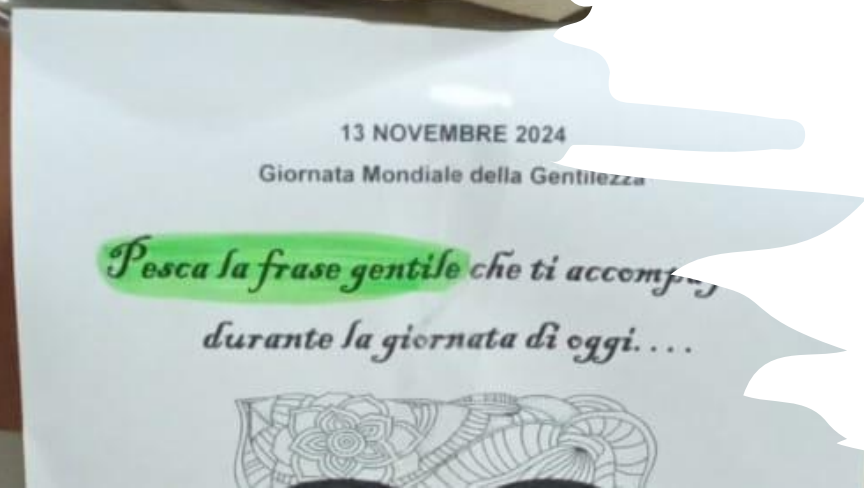 13 NOVEMBRE 2024
Giornata Mondiale della Gentilezza
Pesca la frase gentile che ti
durante la giornata di oggi. . . .